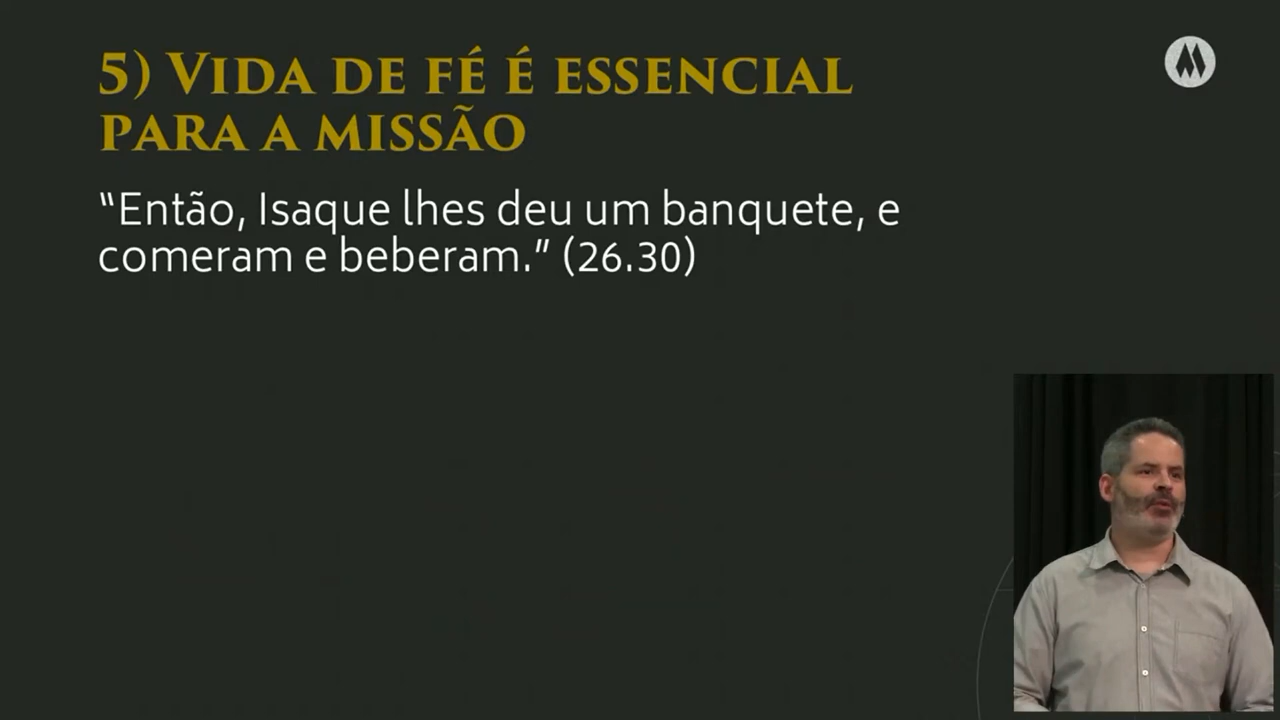 5) Vida de fé é essencial
para a missão
“Então, Isaque lhes deu um banquete, e
comeram e beberam.” (26.30)